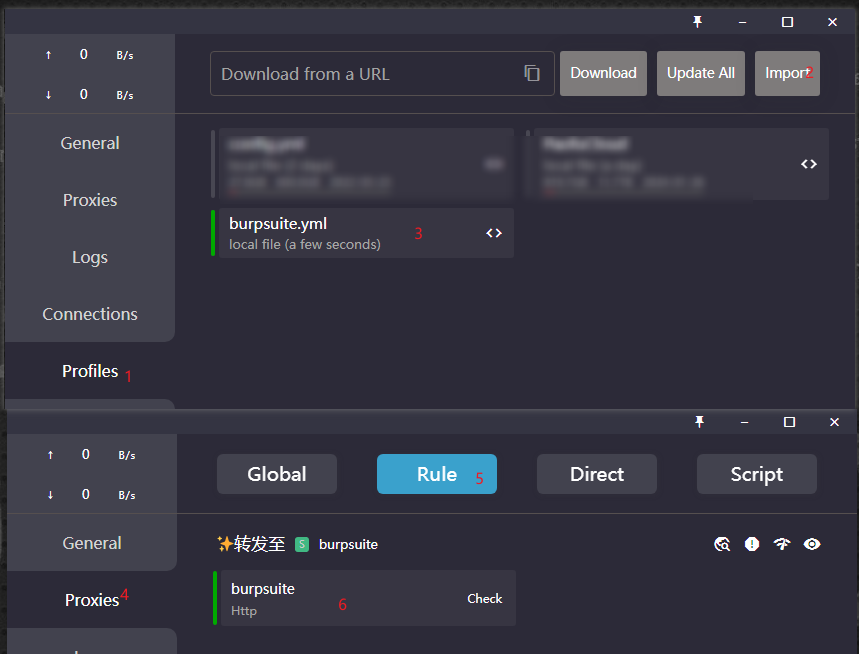 ↑ 0 B/s
↓ 0 B/s
General
Proxies
Logs
Connections
Profiles 1
Download from a URL
Download
Update All
Import 2
burpsuite.yml
local file (a few seconds) 3
↑ 0 B/s
↓ 0 B/s
General
Proxies 4
Global
Rule 5
Direct
Script
✨转发至 S burpsuite
burpsuite
Http 6
Check